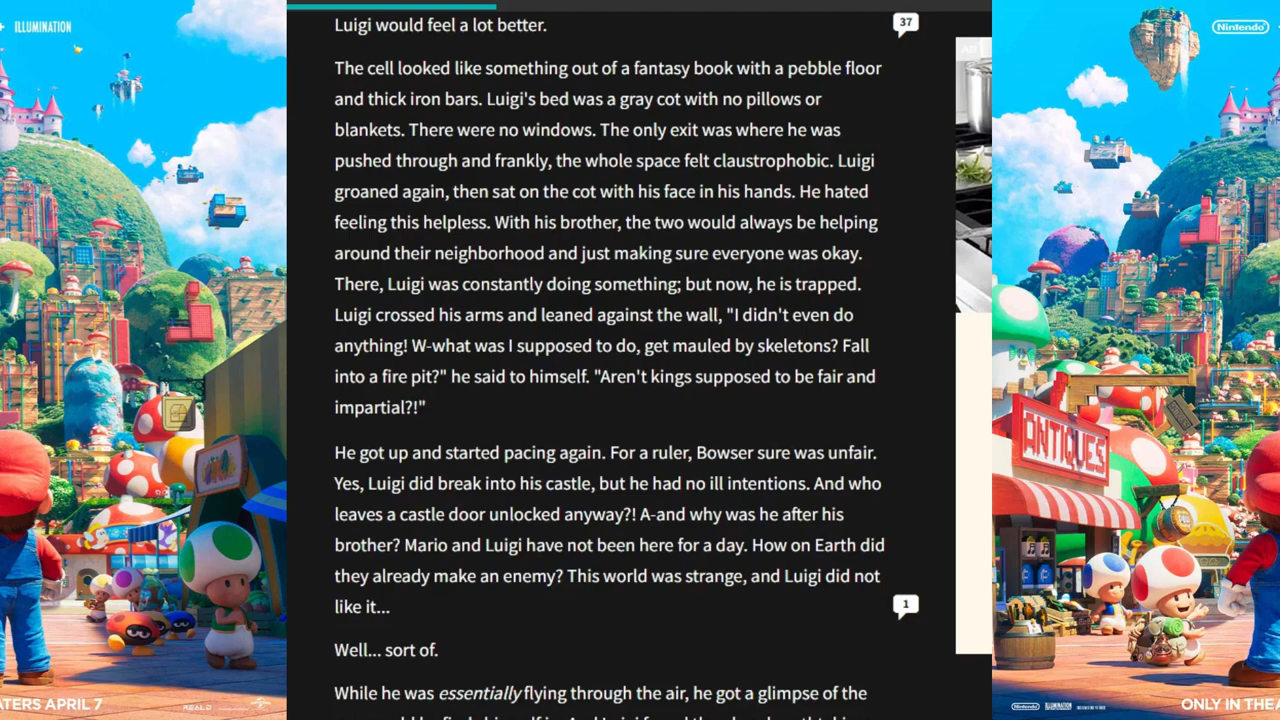 ILLUMINATION
Luigi would feel a lot better.
37
The cell looked like something out of a fantasy book with a pebble floor
and thick iron bars. Luigi's bed was a gray cot with no pillows or
blankets. There were no windows. The only exit was where he was
pushed through and frankly, the whole space felt claustrophobic. Luigi
groaned again, then sat on the cot with his face in his hands. He hated
feeling this helpless. With his brother, the two would always be helping
around their neighborhood and just making sure everyone was okay.
There, Luigi was constantly doing something; but now, he is trapped.
Luigi crossed his arms and leaned against the wall, "I didn't even do
anything! W-what was I supposed to do, get mauled by skeletons? Fall
into a fire pit?" he said to himself. "Aren't kings supposed to be fair and
impartial?!"
He got up and started pacing again. For a ruler, Bowser sure was unfair.
Yes, Luigi did break into his castle, but he had no ill intentions. And who
leaves a castle door unlocked anyway?! A-and why was he after his
brother? Mario and Luigi have not been here for a day. How on Earth did
they already make an enemy? This world was strange, and Luigi did not
like it...
1
Well... sort of.
While he was essentially flying through the air, he got a glimpse of the
Nintendo
ANTIQUES
ATERS APRIL 7
REAL D
Nintendo
ONLY IN THEA